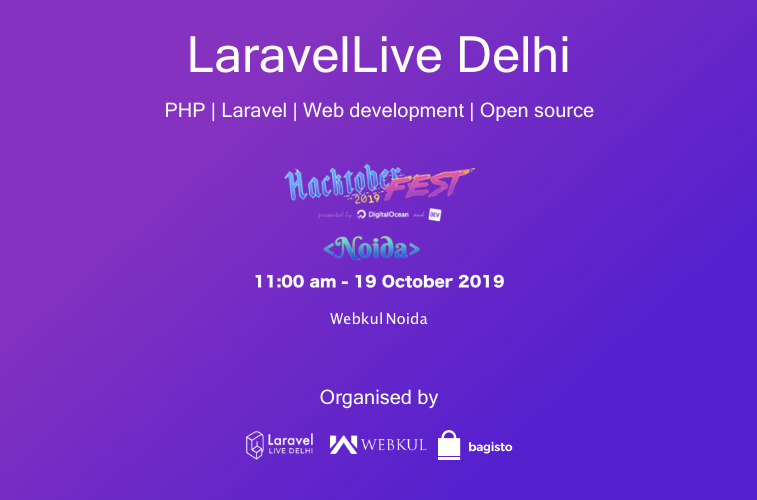 LaravelLive Delhi
PHP | Laravel | Web development | Open source
Hacktober FEST
2019
presented by DigitalOcean and DEV
<Noida>
11:00 am - 19 October 2019
Webkul Noida
Organised by
Laravel
LIVE DELHI
WEBKUL
bagisto